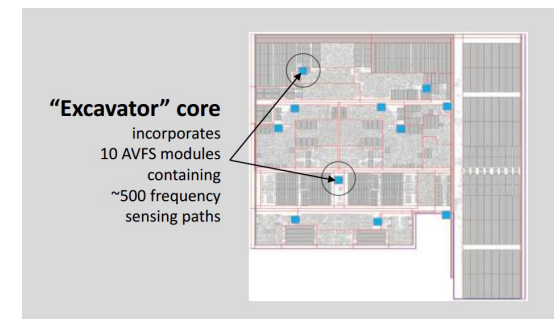 “Excavator” core
incorporates
10 AVFS modules
containing
~500 frequency
sensing paths